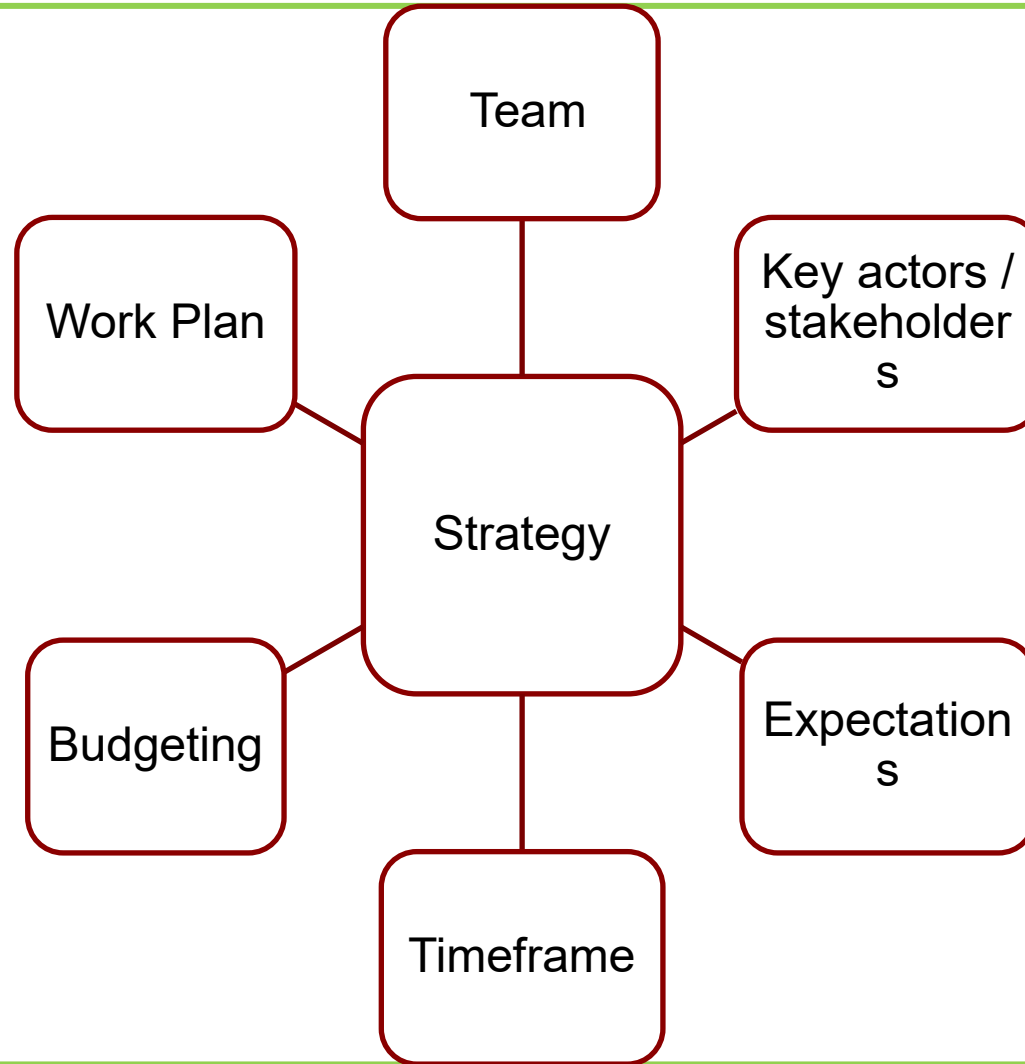 Team
Key actors /
stakeholder
s
Work Plan
Strategy
Expectation
s
Budgeting
Timeframe